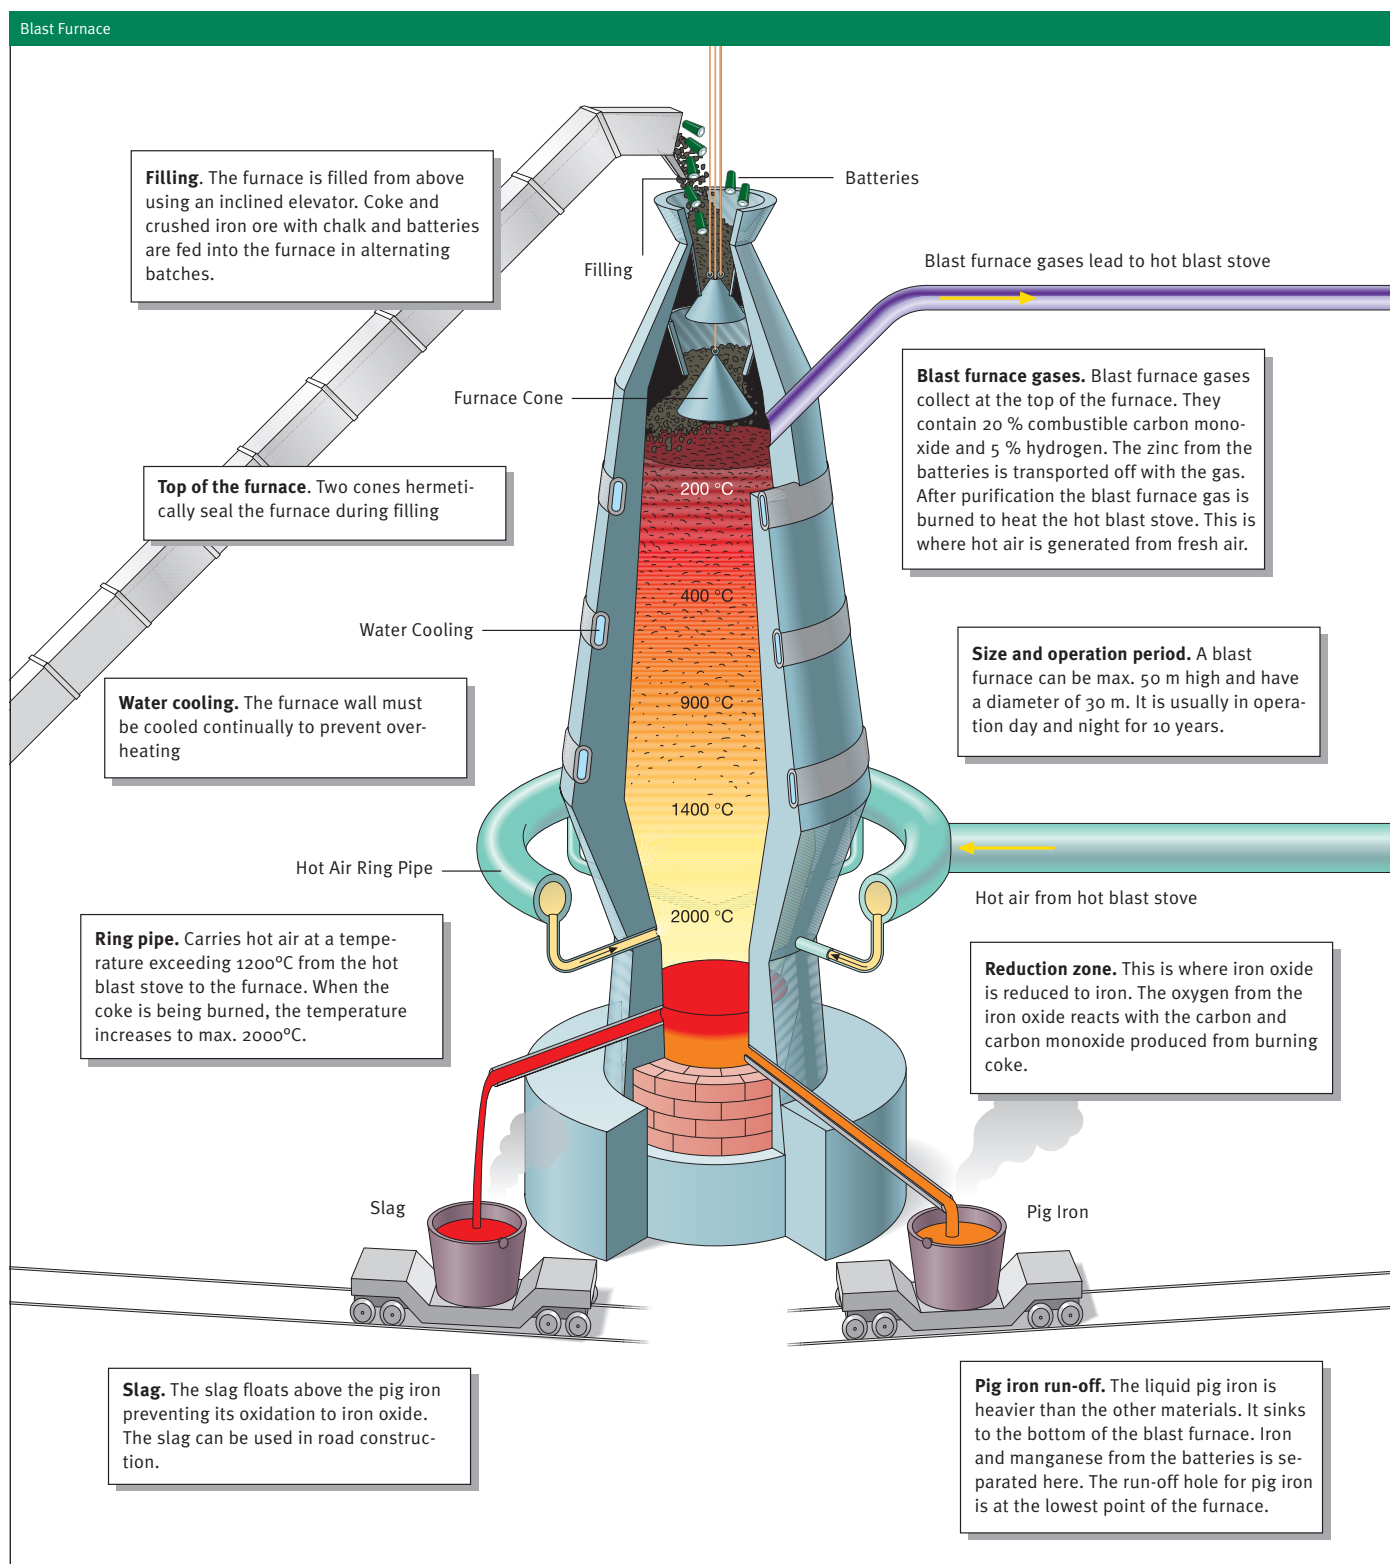 Blast Furnace
Filling. The furnace is filled from above
using an inclined elevator. Coke and
crushed iron ore with chalk and batteries
are fed into the furnace in alternating
batches.
Batteries
Filling
Blast furnace gases lead to hot blast stove
Furnace Cone
Blast furnace gases. Blast furnace gases
collect at the top of the furnace. They
contain 20 % combustible carbon mono-
xide and 5 % hydrogen. The zinc from the
batteries is transported off with the gas.
After purification the blast furnace gas is
burned to heat the hot blast stove. This is
where hot air is generated from fresh air.
Top of the furnace. Two cones hermeti-
cally seal the furnace during filling
200 °C
400 °C
Water Cooling
Size and operation period. A blast
furnace can be max. 50 m high and have
a diameter of 30 m. It is usually in opera-
tion day and night for 10 years.
Water cooling. The furnace wall must
be cooled continually to prevent over-
heating
900 °C
1400 °C
Hot Air Ring Pipe
Hot air from hot blast stove
2000 °C
Ring pipe. Carries hot air at a tempe-
rature exceeding 1200°C from the hot
blast stove to the furnace. When the
coke is being burned, the temperature
increases to max. 2000°C.
Reduction zone. This is where iron oxide
is reduced to iron. The oxygen from the
iron oxide reacts with the carbon and
carbon monoxide produced from burning
coke.
Slag
Pig Iron
Slag. The slag floats above the pig iron
preventing its oxidation to iron oxide.
The slag can be used in road construc-
tion.
Pig iron run-off. The liquid pig iron is
heavier than the other materials. It sinks
to the bottom of the blast furnace. Iron
and manganese from the batteries is se-
parated here. The run-off hole for pig iron
is at the lowest point of the furnace.